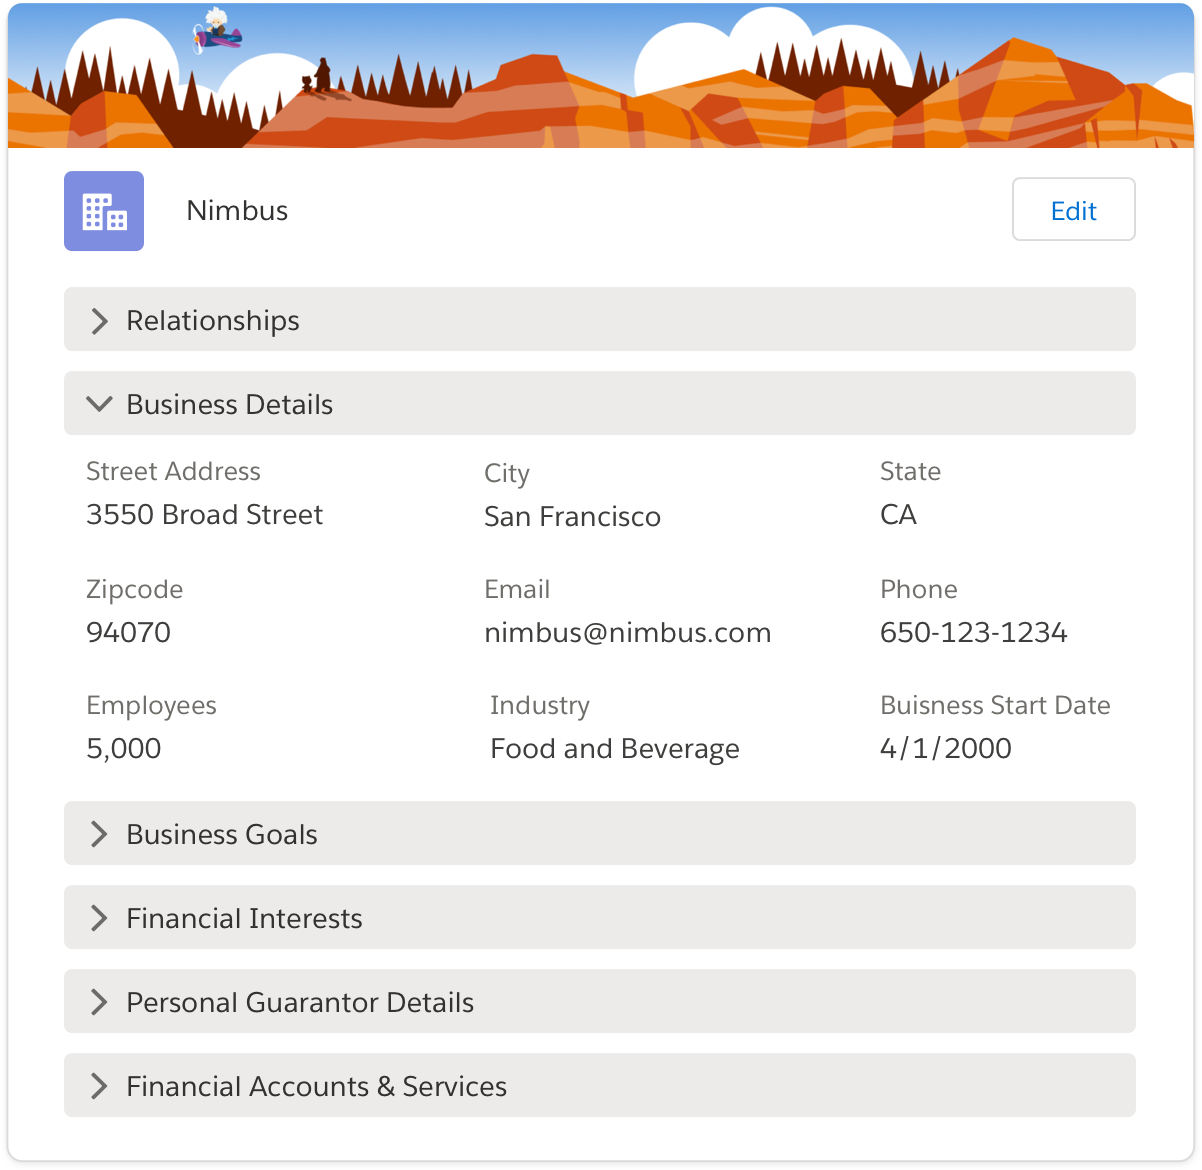 Nimbus
Edit
Relationships
Business Details
Street Address
City
State
3550 Broad Street
San Francisco
CA
Zipcode
Email
Phone
94070
nimbus@nimbus.com
650-123-1234
Employees
Industry
Buisness Start Date
5,000
Food and Beverage
4/1/2000
Business Goals
Financial Interests
Personal Guarantor Details
Financial Accounts & Services